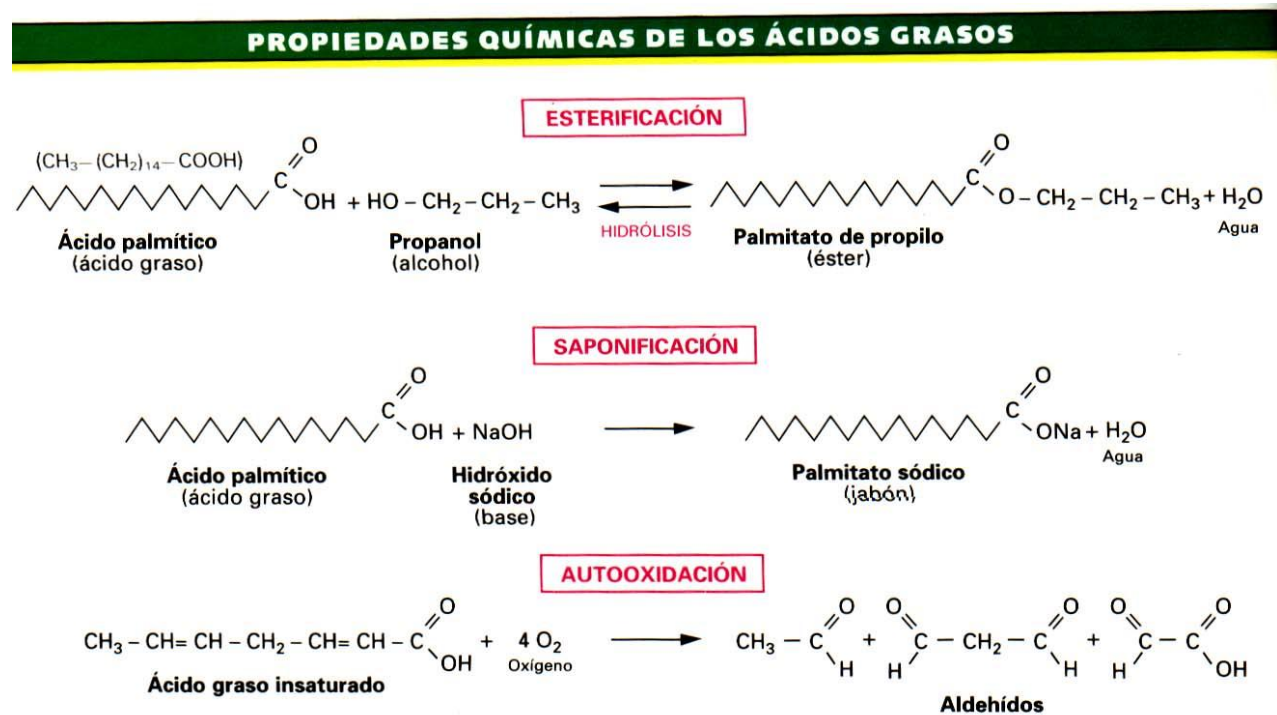 PROPIEDADES QUÍMICAS DE LOS ÁCIDOS GRASOS
ESTERIFICACIÓN
(CH₃–(CH₂)₁₄–COOH)
O
C
OH + HO – CH₂–CH₂–CH₃
HIDRÓLISIS
O
C
O – CH₂ – CH₂ – CH₃ + H₂O
Ácido palmítico
(ácido graso)
Propanol
(alcohol)
Palmitato de propilo
(éster)
Agua
SAPONIFICACIÓN
O
C
OH + NaOH
O
C
ONa + H₂O
Ácido palmítico
(ácido graso)
Hidróxido
sódico
(base)
Palmitato sódico
(jabón)
Agua
AUTOOXIDACIÓN
O
CH₃ – CH = CH – CH₂ – CH = CH – C
OH
+ 4 O₂
Oxígeno
O O O O O
CH₃ – C + C – CH₂ – C + C – C
H H H H OH
Ácido graso insaturado
Aldehídos